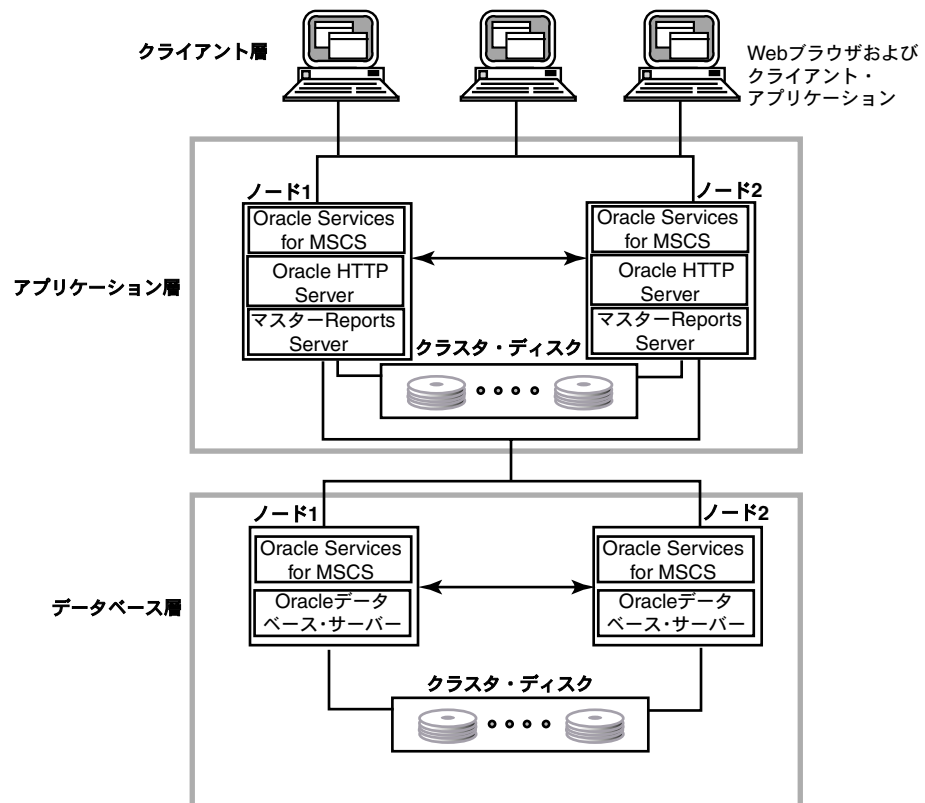 クライアント層
Webブラウザおよび
クライアント・
アプリケーション
ノード1
ノード2
Oracle Services
for MSCS
Oracle HTTP
Server
マスターReports
Server
Oracle Services
for MSCS
Oracle HTTP
Server
マスターReports
Server
アプリケーション層
クラスタ・ディスク
ノード1
ノード2
Oracle Services
for MSCS
Oracleデータ
ベース・サーバー
Oracle Services
for MSCS
Oracleデータ
ベース・サーバー
データベース層
クラスタ・ディスク